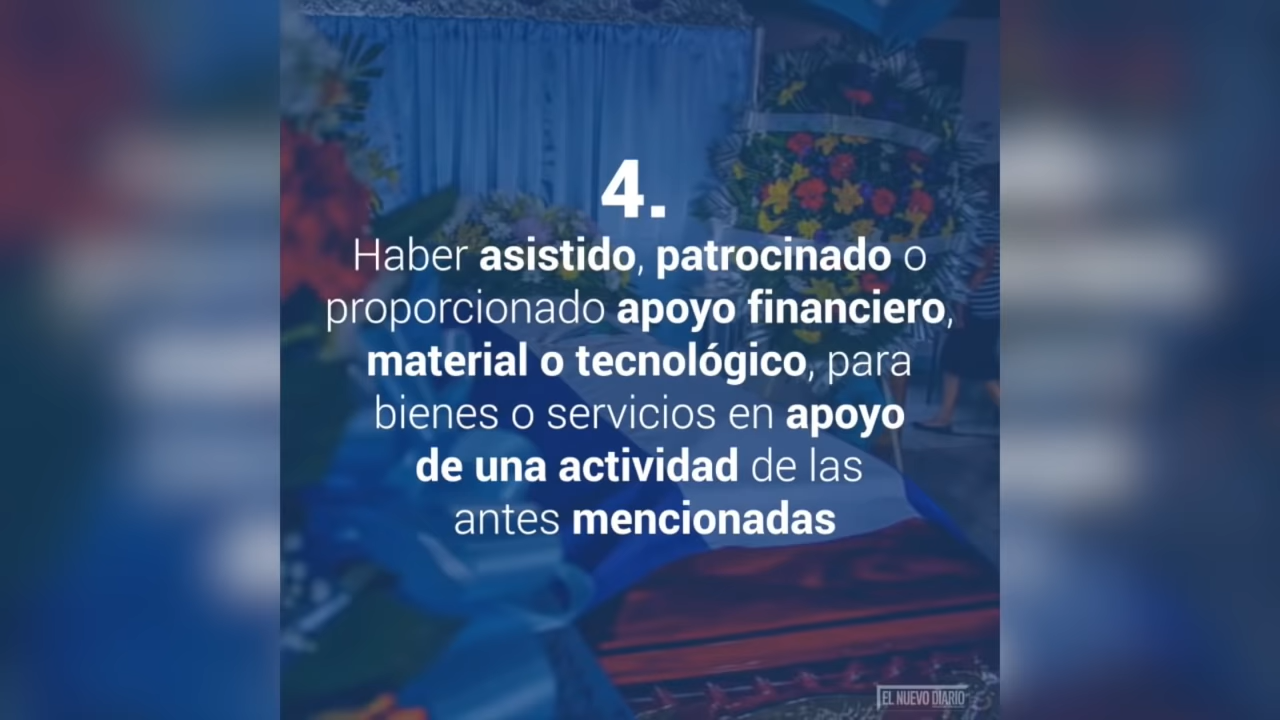 4.
Haber asistido, patrocinado o
proporcionado apoyo financiero,
material o tecnológico, para
bienes o servicios en apoyo
de una actividad de las
antes mencionadas
EL NUEVO DIARIO